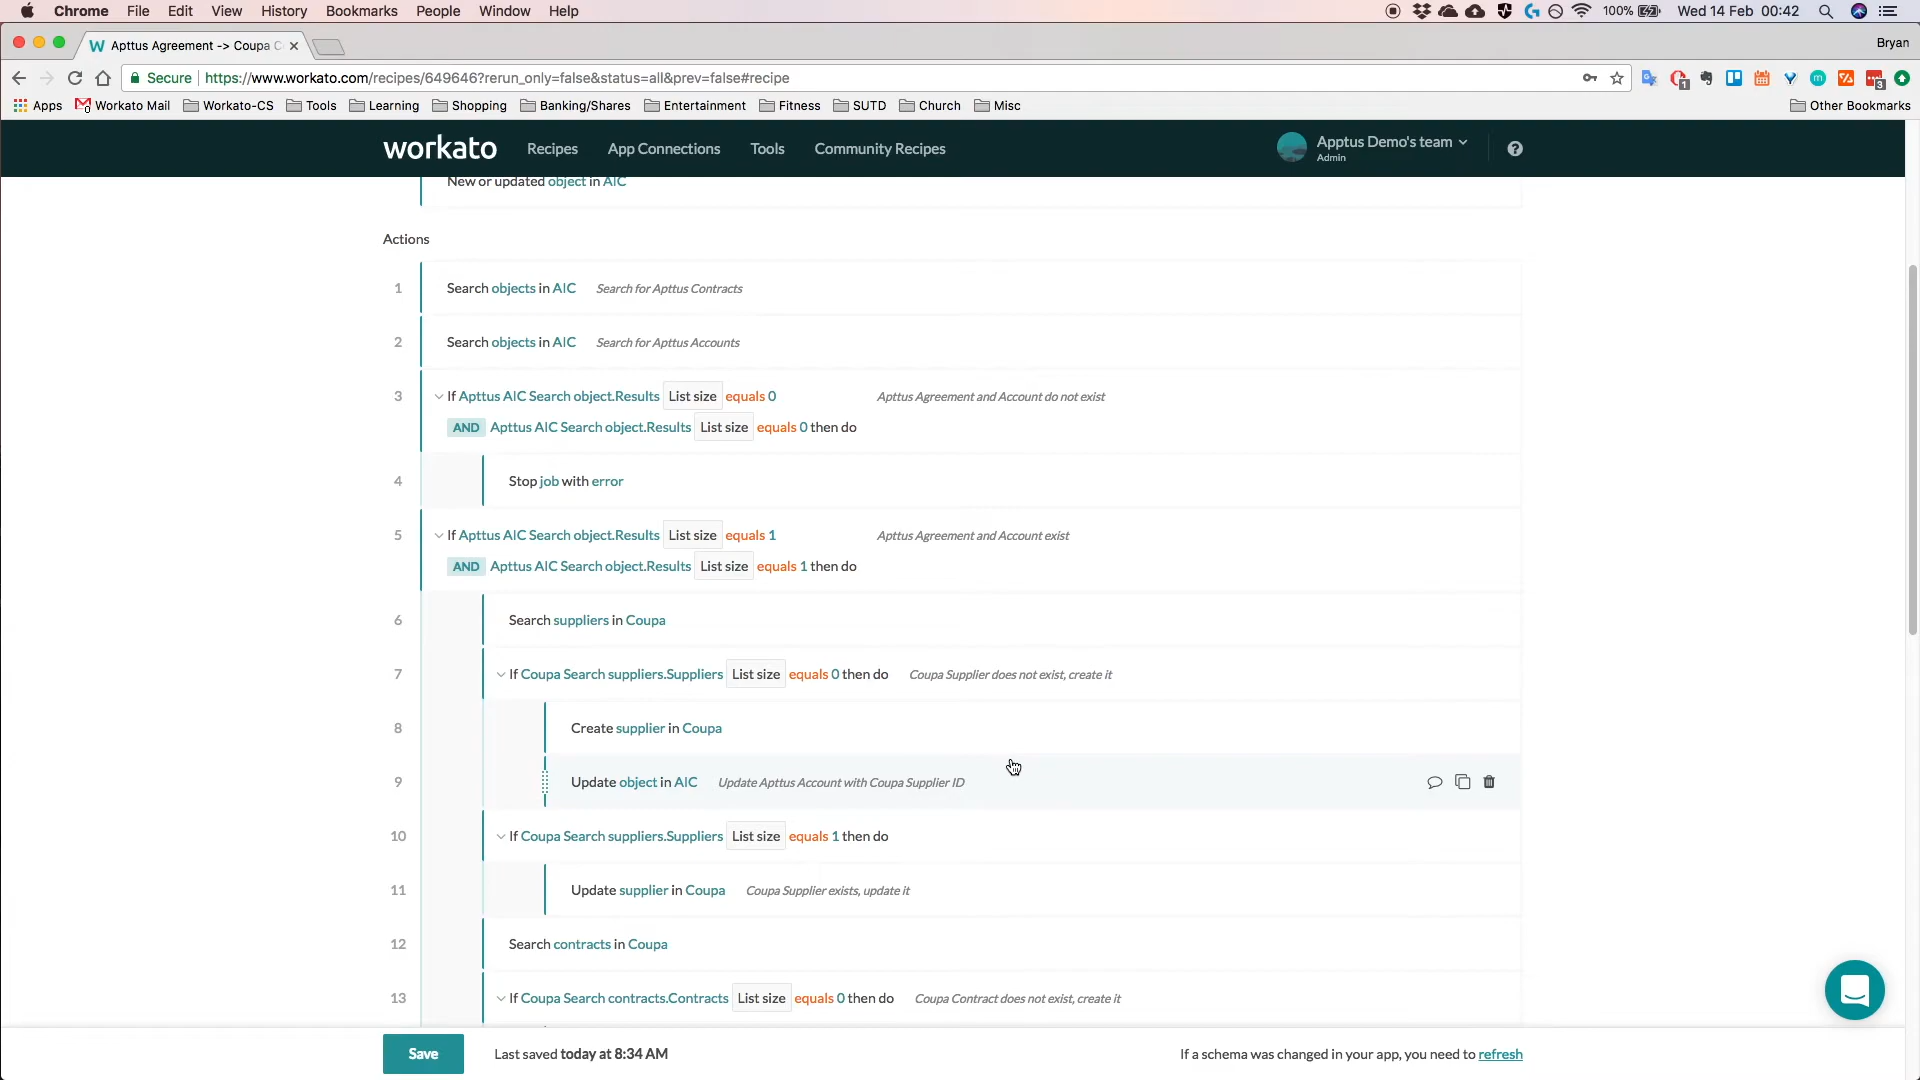 Chrome File Edit View History Bookmarks People Window Help 100% Wed 14 Feb 00:42
W Apttus Agreement -> Coupa C Bryan
Secure https://www.workato.com/recipes/649646?rerun_only=false&status=all&prev=false#recipe
Apps Workato Mail Workato-CS Tools Learning Shopping Banking/Shares Entertainment Fitness SUTD Church Misc Other Bookmarks
workato Recipes App Connections Tools Community Recipes Apptus Demo's team
Admin
New or updated object in AIC
Actions
1 Search objects in AIC Search for Apttus Contracts
2 Search objects in AIC Search for Apttus Accounts
3 If Apttus AIC Search object.Results List size equals 0 Apttus Agreement and Account do not exist
AND Apttus AIC Search object.Results List size equals 0 then do
4 Stop job with error
5 If Apttus AIC Search object.Results List size equals 1 Apttus Agreement and Account exist
AND Apttus AIC Search object.Results List size equals 1 then do
6 Search suppliers in Coupa
7 If Coupa Search suppliers.Suppliers List size equals 0 then do Coupa Supplier does not exist, create it
8 Create supplier in Coupa
9 Update object in AIC Update Apttus Account with Coupa Supplier ID
10 If Coupa Search suppliers.Suppliers List size equals 1 then do
11 Update supplier in Coupa Coupa Supplier exists, update it
12 Search contracts in Coupa
13 If Coupa Search contracts.Contracts List size equals 0 then do Coupa Contract does not exist, create it
Save Last saved today at 8:34 AM If a schema was changed in your app, you need to refresh